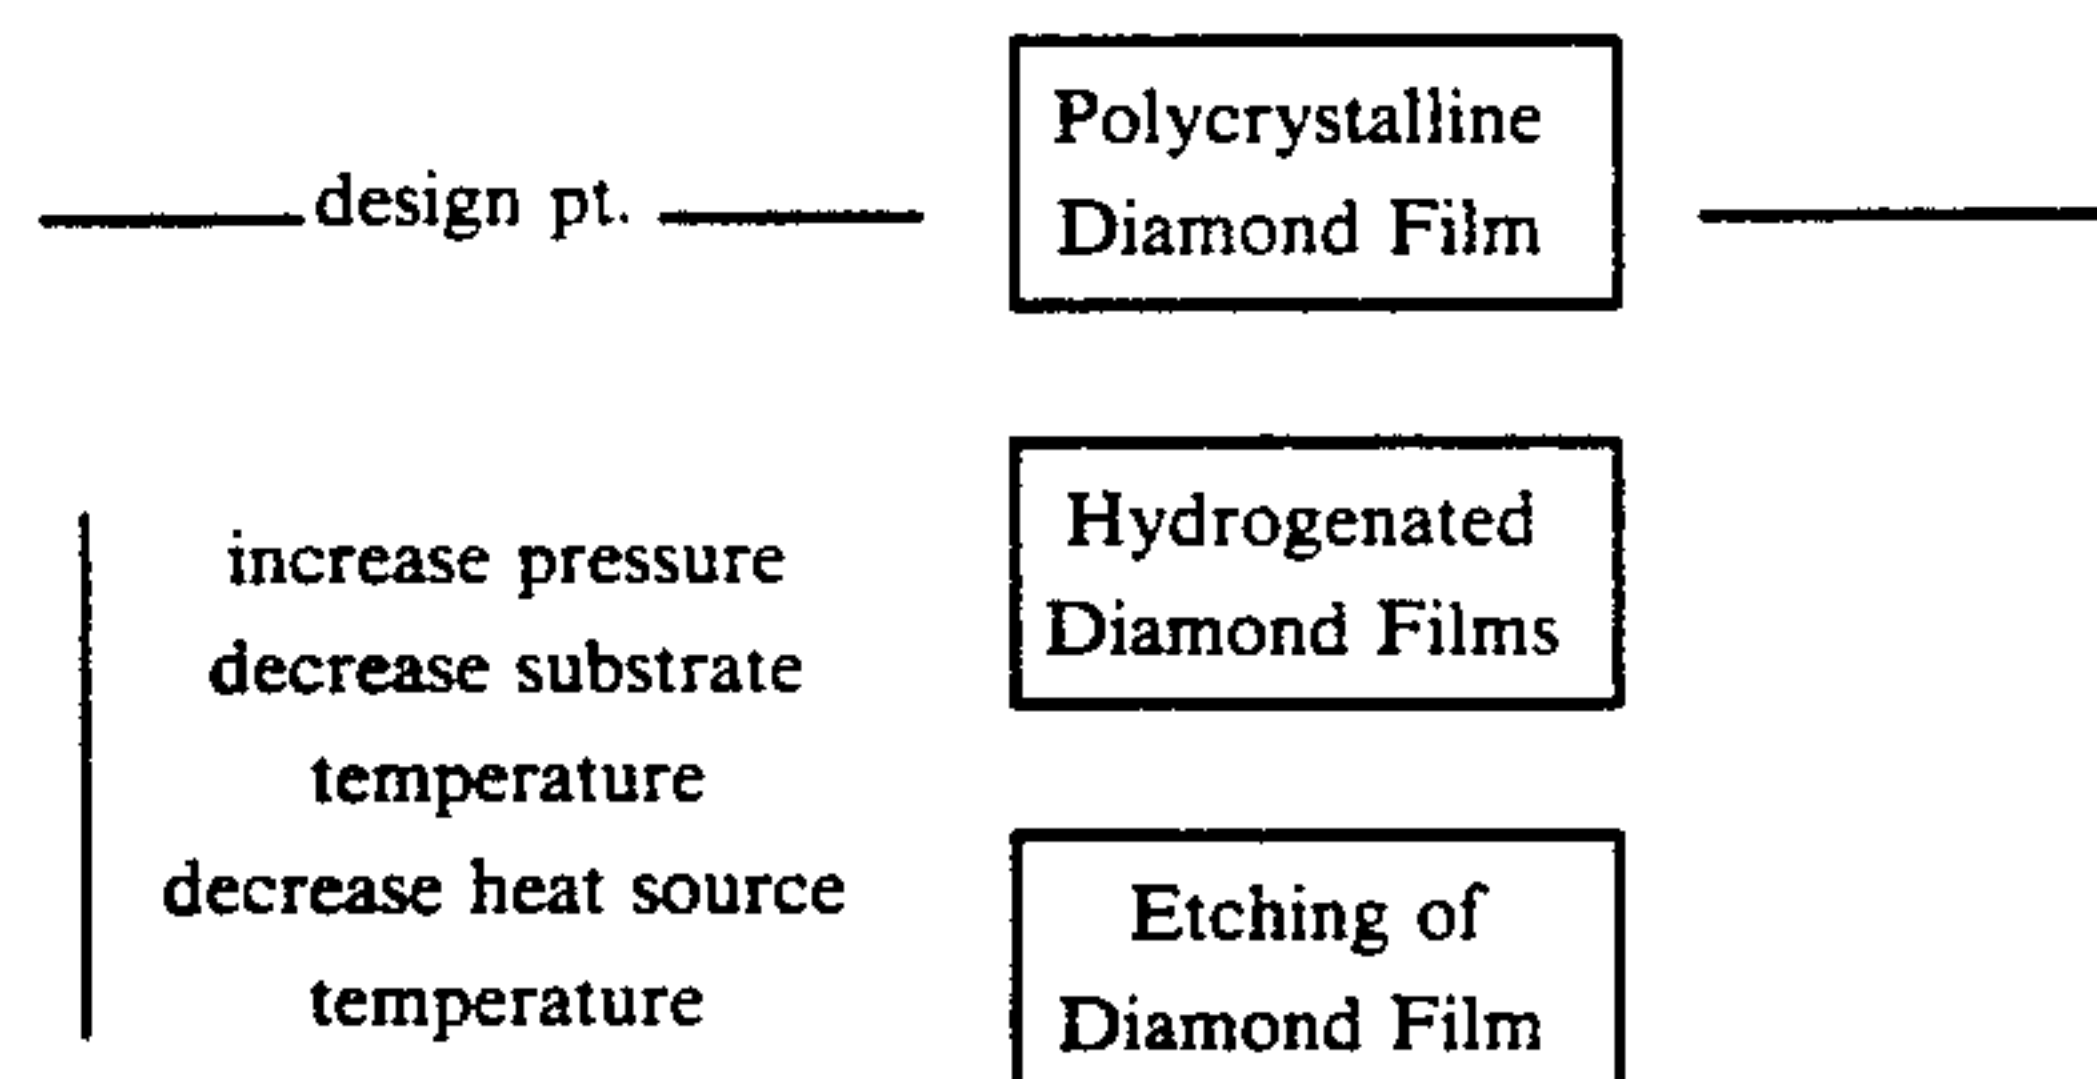 design pt.
Polycrystalline
Diamond Film
increase pressure
decrease substrate
temperature
decrease heat source
temperature
Hydrogenated
Diamond Films
Etching of
Diamond Film